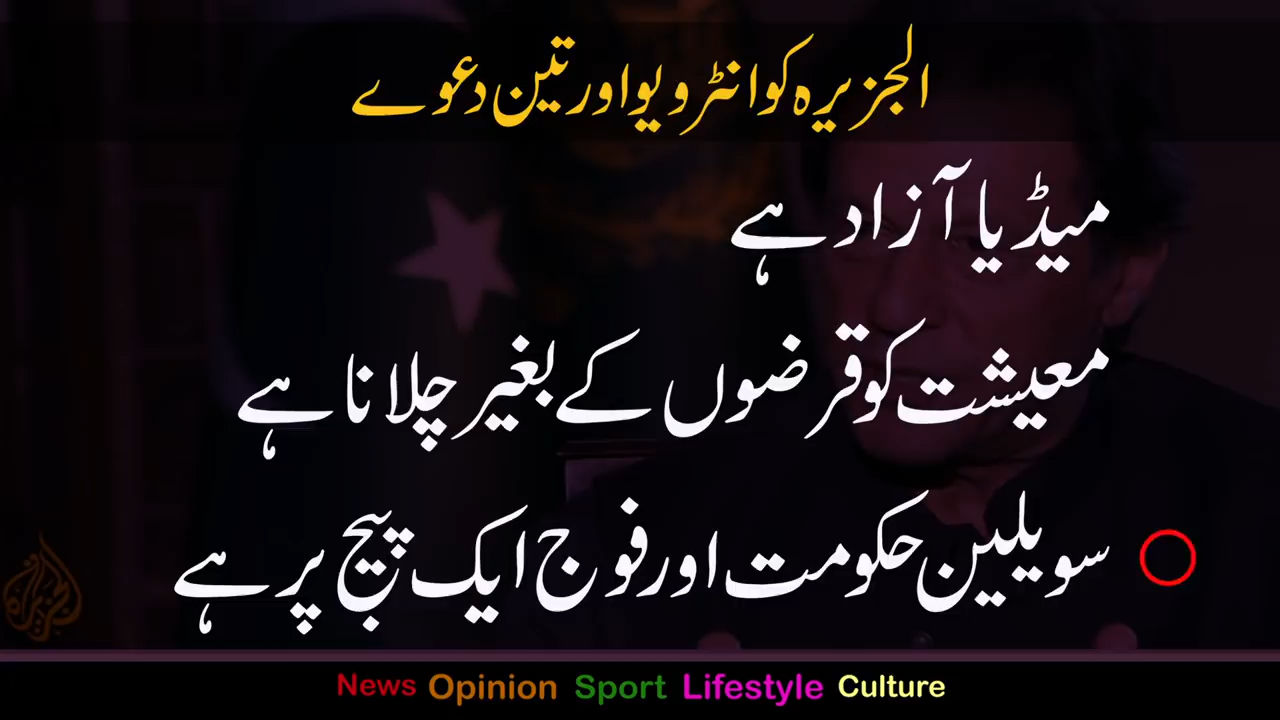 الجزیرہ کو انٹرویو اور تین دعوے
میڈیا آزاد ہے
معیشت کو قرضوں کے بغیر چلانا ہے
سویلین حکومت اور فوج ایک پیج پر ہے
الجزيرة
News Opinion Sport Lifestyle Culture